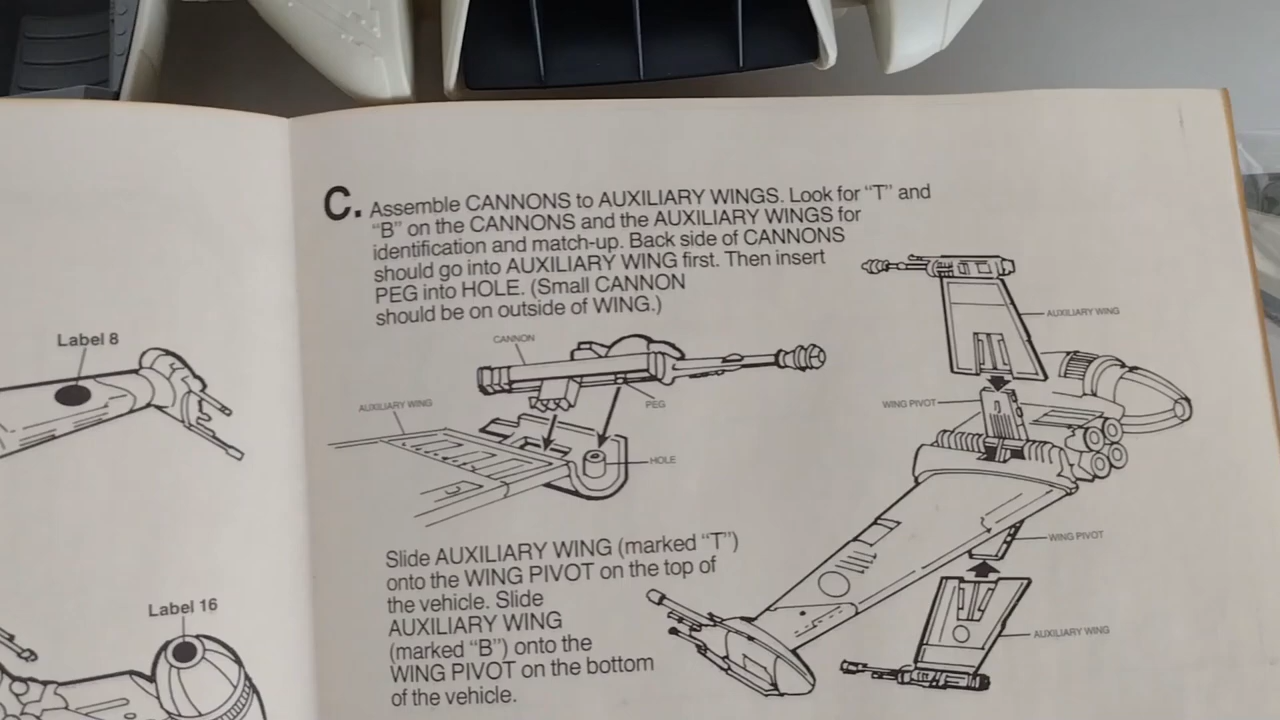 Label 8
Label 16
C. Assemble CANNONS to AUXILIARY WINGS. Look for “T” and
“B” on the CANNONS and the AUXILIARY WINGS for
identification and match-up. Back side of CANNONS
should go into AUXILIARY WING first. Then insert
PEG into HOLE. (Small CANNON
should be on outside of WING.)
CANNON
AUXILIARY WING
PEG
HOLE
AUXILIARY WING
WING PIVOT
WING PIVOT
AUXILIARY WING
Slide AUXILIARY WING (marked “T”)
onto the WING PIVOT on the top of
the vehicle. Slide
AUXILIARY WING
(marked “B”) onto the
WING PIVOT on the bottom
of the vehicle.